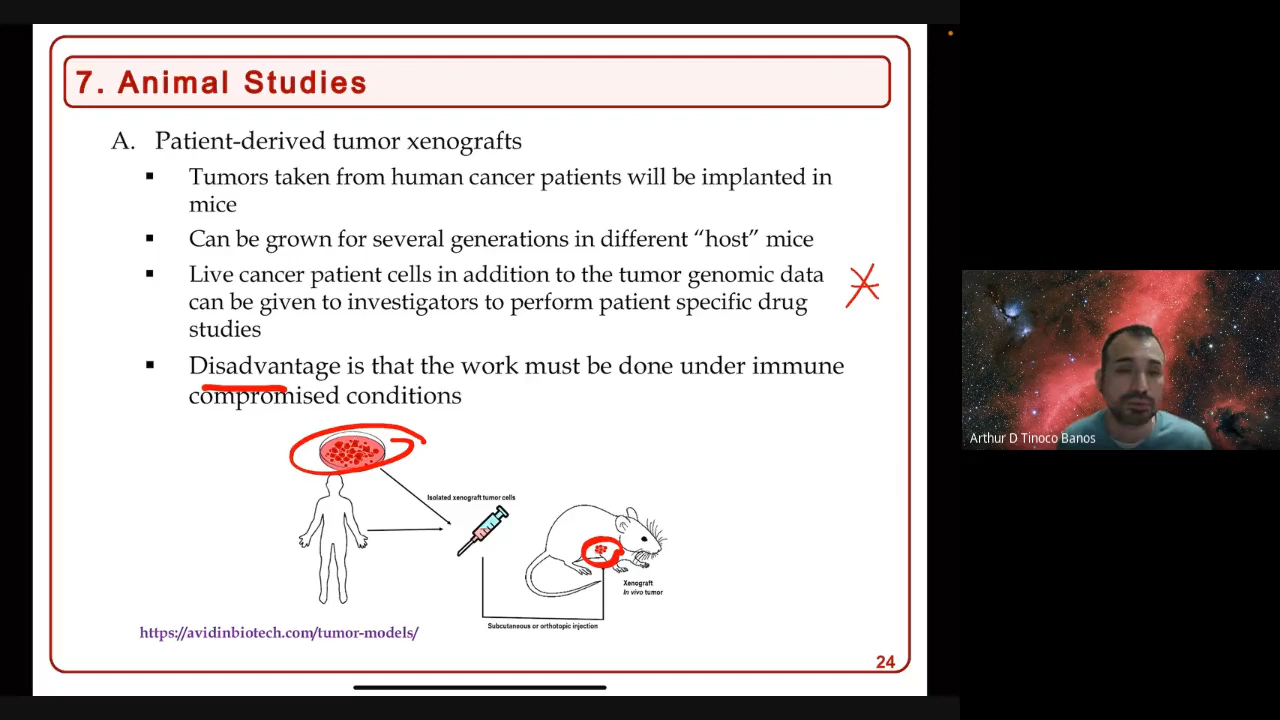 7. Animal Studies
A. Patient-derived tumor xenografts
▪ Tumors taken from human cancer patients will be implanted in
mice
▪ Can be grown for several generations in different “host” mice
▪ Live cancer patient cells in addition to the tumor genomic data
can be given to investigators to perform patient specific drug
studies
▪ Disadvantage is that the work must be done under immune
compromised conditions
Isolated xenograft tumor cells
Xenograft
In vivo tumor
Subcutaneous or orthotopic injection
https://avidinbiotech.com/tumor-models/
24
Arthur D Tinoco Banos